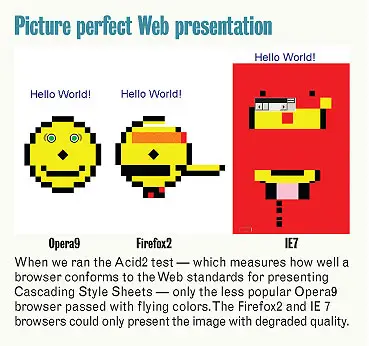 Picture perfect Web presentation
Hello World!
Hello World!
Hello World!
Opera9
Firefox2
IE7
When we ran the Acid2 test — which measures how well a
browser conforms to the Web standards for presenting
Cascading Style Sheets — only the less popular Opera9
browser passed with flying colors. The Firefox2 and IE 7
browsers could only present the image with degraded quality.